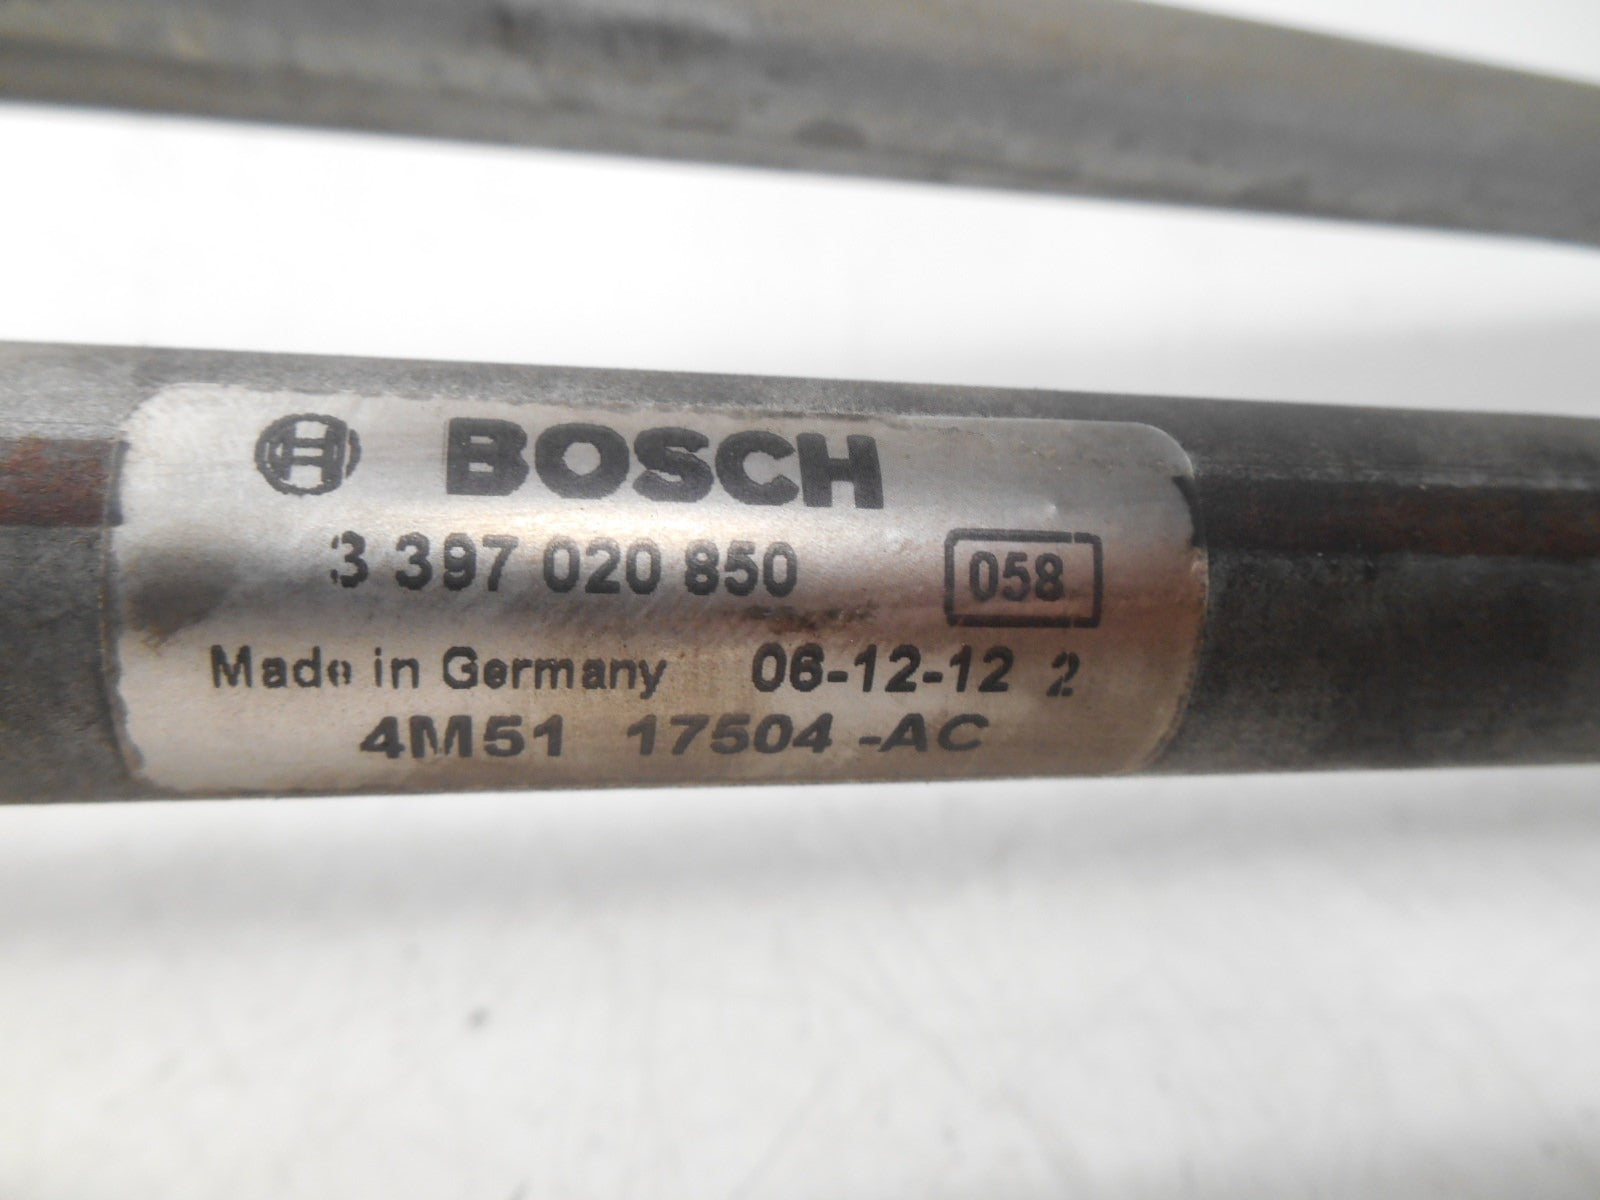 BOSCH
3 397 020 850 058
Made in Germany 06-12-12 2
4M51 17504-AC